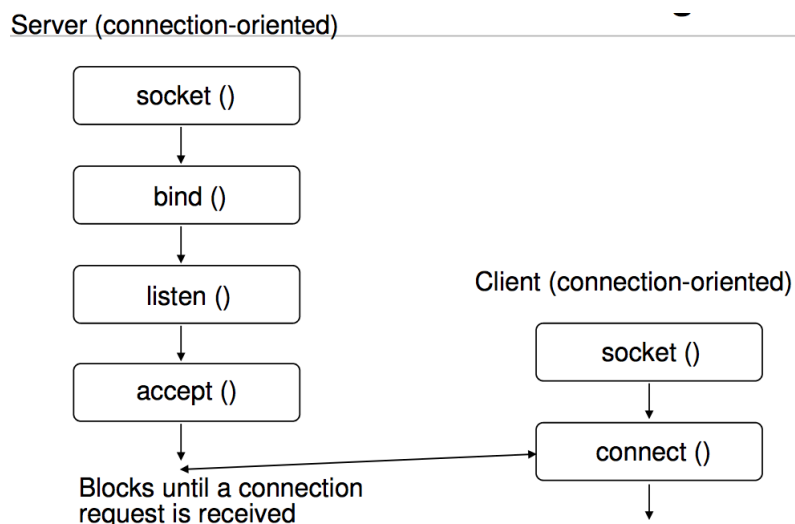 Server (connection-oriented)
socket ()
bind ()
listen ()
accept ()
Blocks until a connection
request is received
Client (connection-oriented)
socket ()
connect ()